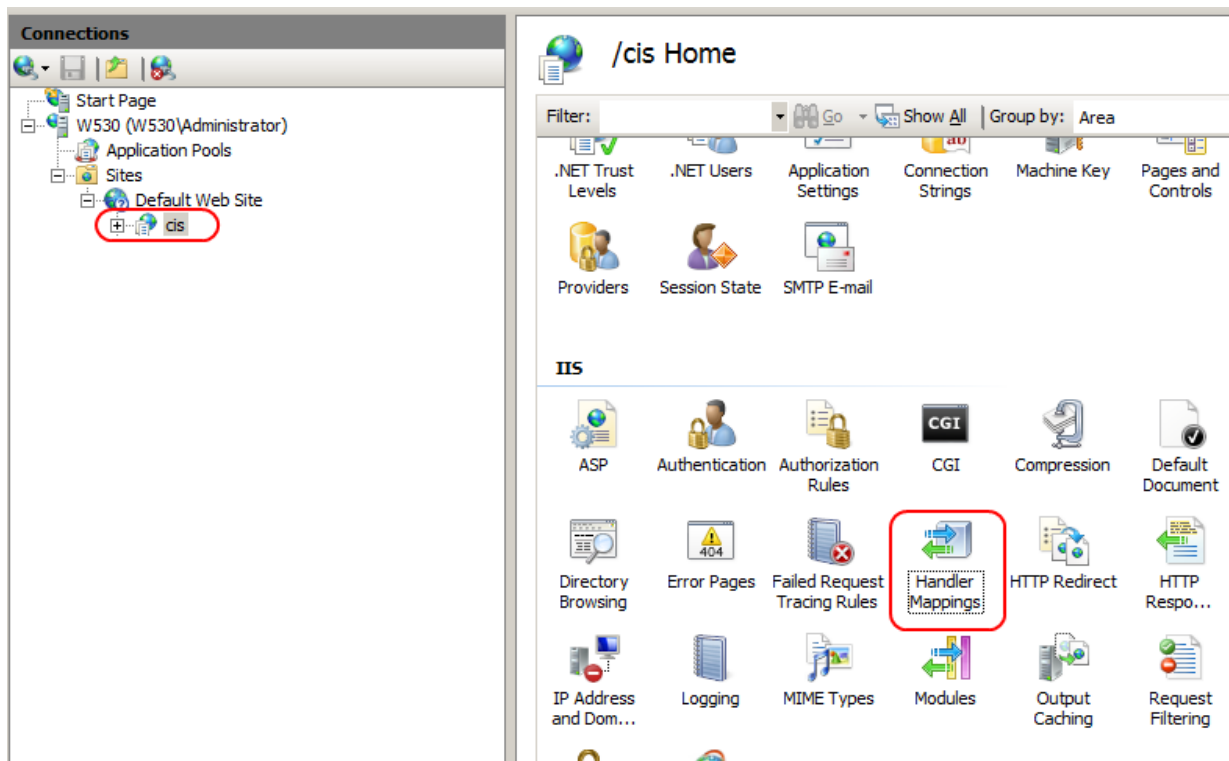 Connections
Start Page
W530 (W530\Administrator)
Application Pools
Sites
Default Web Site
cis
/cis Home
Filter:
Go
Show All
Group by:
Area
.NET Trust
Levels
.NET Users
Application
Settings
ab
Connection
Strings
Machine Key
Pages and
Controls
Providers
Session State
SMTP E-mail
IIS
ASP
Authentication
Authorization
Rules
CGI
CGI
Compression
Default
Document
Directory
Browsing
404
Error Pages
Failed Request
Tracing Rules
Handler
Mappings
HTTP Redirect
HTTP
Respo...
IP Address
and Dom...
Logging
MIME Types
Modules
Output
Caching
Request
Filtering